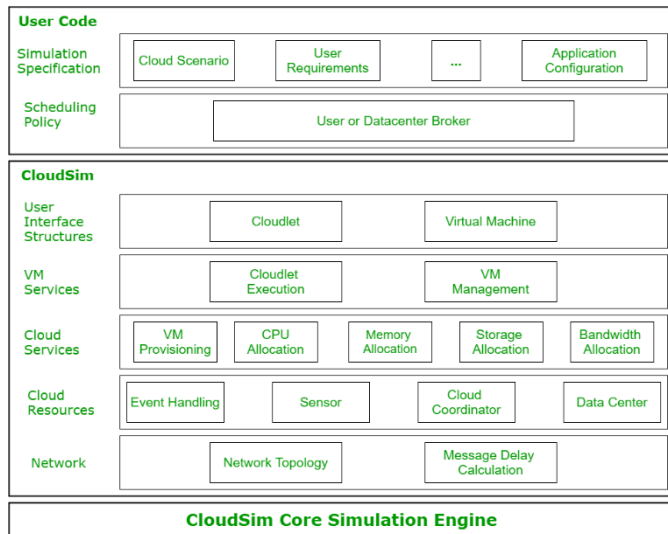 User Code
Simulation
Specification
Cloud Scenario
User
Requirements
...
Application
Configuration
Scheduling
Policy
User or Datacenter Broker
CloudSim
User
Interface
Structures
Cloudlet
Virtual Machine
VM
Services
Cloudlet
Execution
VM
Management
Cloud
Services
VM
Provisioning
CPU
Allocation
Memory
Allocation
Storage
Allocation
Bandwidth
Allocation
Cloud
Resources
Event Handling
Sensor
Cloud
Coordinator
Data Center
Network
Network Topology
Message Delay
Calculation
CloudSim Core Simulation Engine